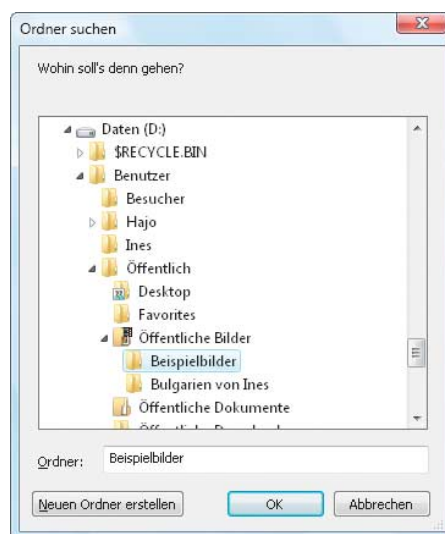 Ordner suchen
Wohin soll's denn gehen?
Daten (D:)
$RECYCLE.BIN
Benutzer
Besucher
Hajo
Ines
Öffentlich
Desktop
Favorites
Öffentliche Bilder
Beispielbilder
Bulgarien von Ines
Öffentliche Dokumente
Ordner: Beispielbilder
Neuen Ordner erstellen OK Abbrechen